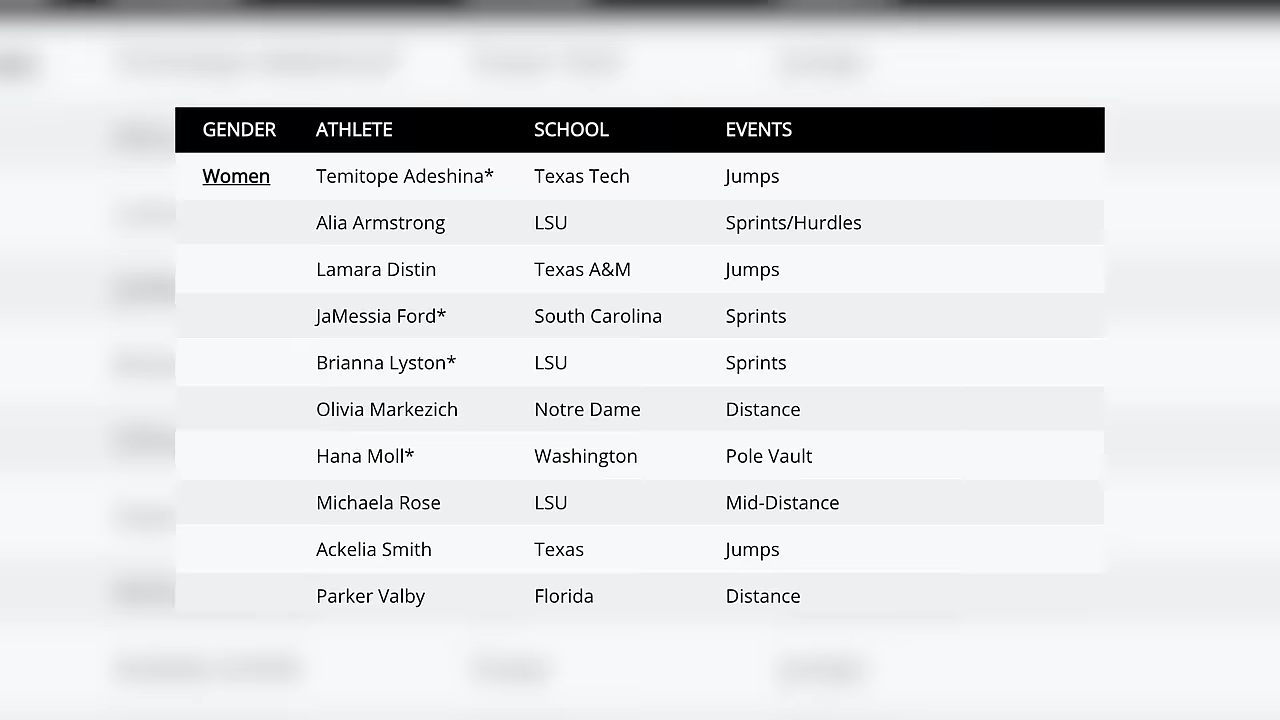 GENDER ATHLETE SCHOOL EVENTS
Women Temitope Adeshina* Texas Tech Jumps
Alia Armstrong LSU Sprints/Hurdles
Lamara Distin Texas A&M Jumps
JaMessia Ford* South Carolina Sprints
Brianna Lyston* LSU Sprints
Olivia Markezich Notre Dame Distance
Hana Moll* Washington Pole Vault
Michaela Rose LSU Mid-Distance
Ackelia Smith Texas Jumps
Parker Valby Florida Distance